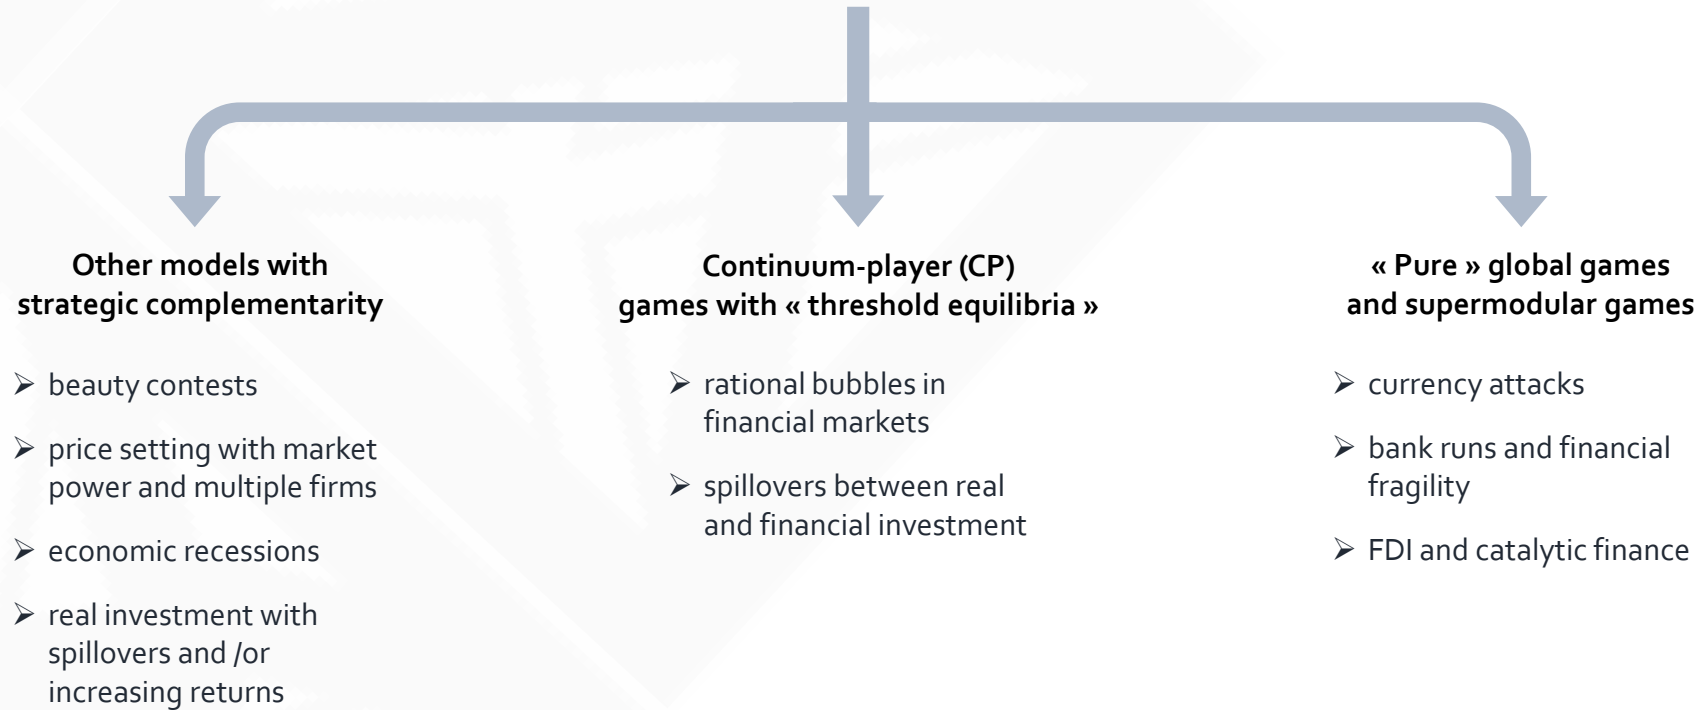 Other models with
strategic complementarity
➢ beauty contests
➢ price setting with market
power and multiple firms
➢ economic recessions
➢ real investment with
spillovers and /or
increasing returns
Continuum-player (CP)
games with « threshold equilibria »
➢ rational bubbles in
financial markets
➢ spillovers between real
and financial investment
« Pure » global games
and supermodular games
➢ currency attacks
➢ bank runs and financial
fragility
➢ FDI and catalytic finance